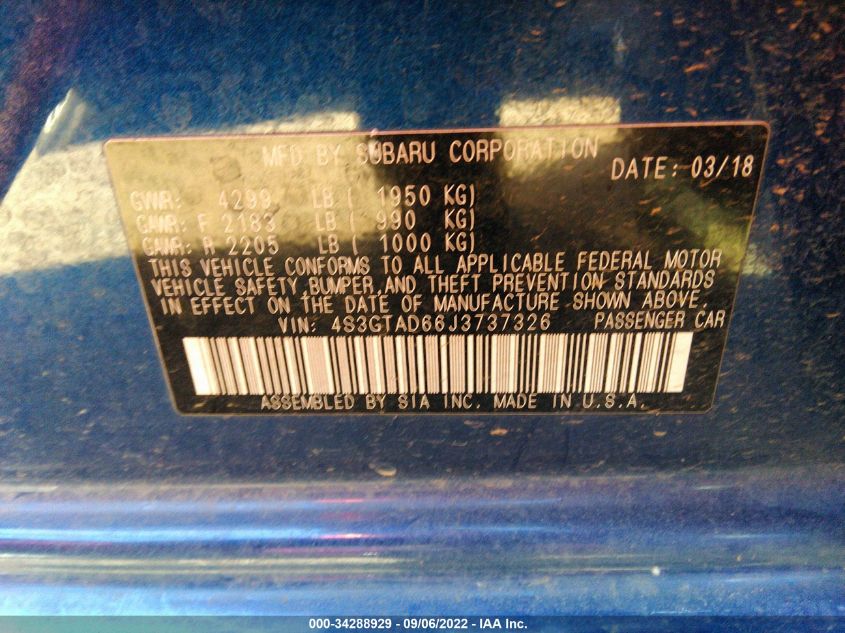 MFD BY SUBARU CORPORATION DATE: 03/18
GVWR: 4299 LB ( 1950 KG)
GAWR: F 2183 LB ( 990 KG)
GAWR: R 2205 LB ( 1000 KG)
THIS VEHICLE CONFORMS TO ALL APPLICABLE FEDERAL MOTOR
VEHICLE SAFETY, BUMPER, AND THEFT PREVENTION STANDARDS
IN EFFECT ON THE DATE OF MANUFACTURE SHOWN ABOVE.
VIN: 4S3GTAD66J3737326 PASSENGER CAR
ASSEMBLED BY SIA INC. MADE IN U.S.A.
000-34288929 - 09/06/2022 - IAA Inc.